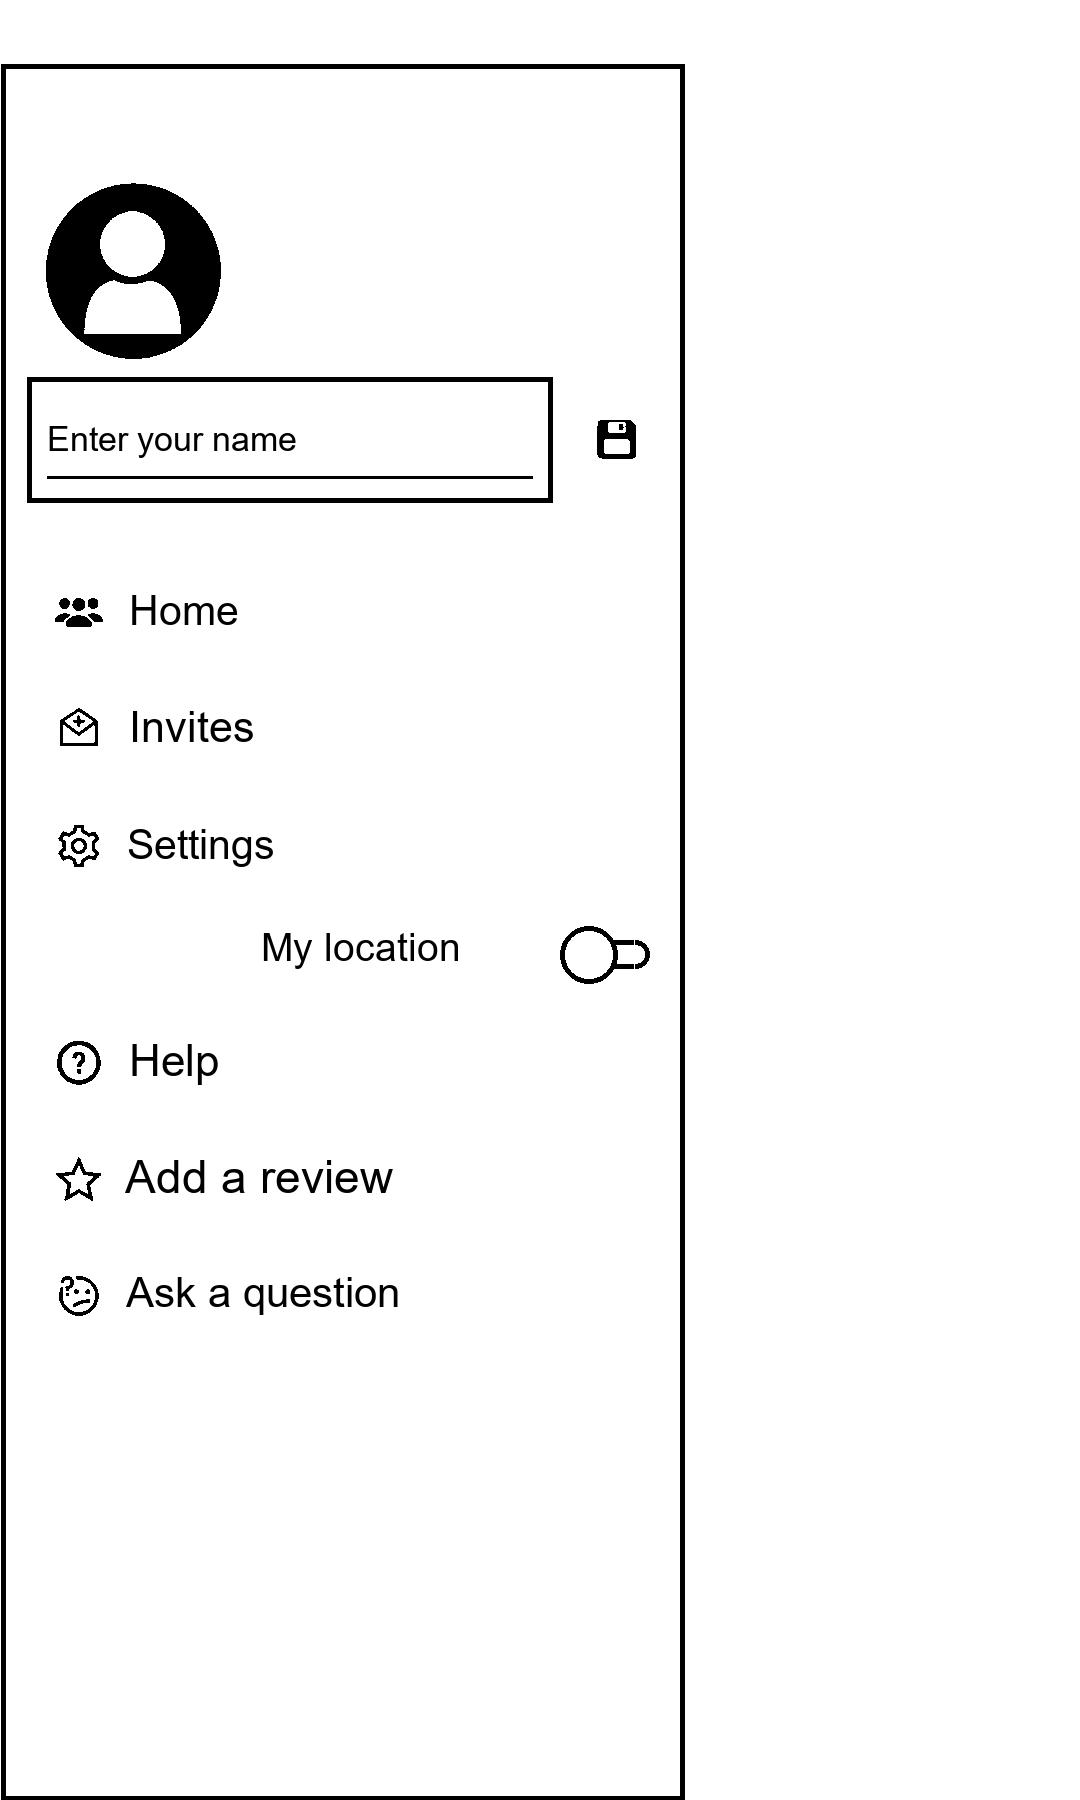 Enter your name
Home
Invites
Settings
My location
Help
Add a review
Ask a question